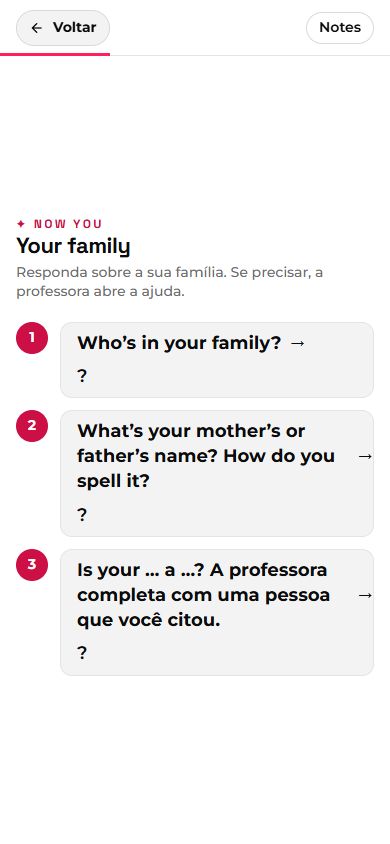 ← Voltar
Notes
✦ NOW YOU
Your family
Responda sobre a sua família. Se precisar, a
professora abre a ajuda.
1
Who’s in your family? →
?
2
What’s your mother’s or
father’s name? How do you →
spell it?
?
3
Is your … a …? A professora
completa com uma pessoa →
que você citou.
?